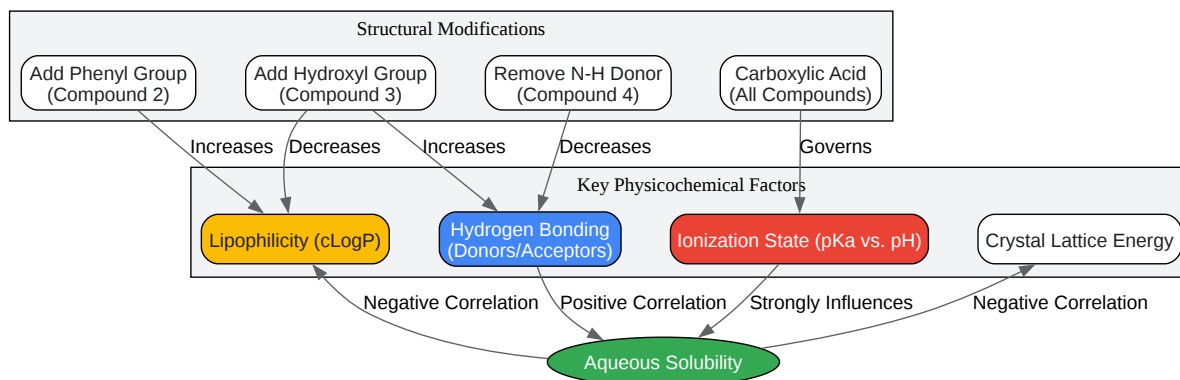 Structural Modifications
Add Phenyl Group
(Compound 2)
Add Hydroxyl Group
(Compound 3)
Remove N-H Donor
(Compound 4)
Carboxylic Acid
(All Compounds)
Increases
Decreases
Increases
Decreases
Governs
Key Physicochemical Factors
Lipophilicity (cLogP)
Hydrogen Bonding
(Donors/Acceptors)
Ionization State (pKa vs. pH)
Crystal Lattice Energy
Negative Correlation
Positive Correlation
Strongly Influences
Negative Correlation
Aqueous Solubility